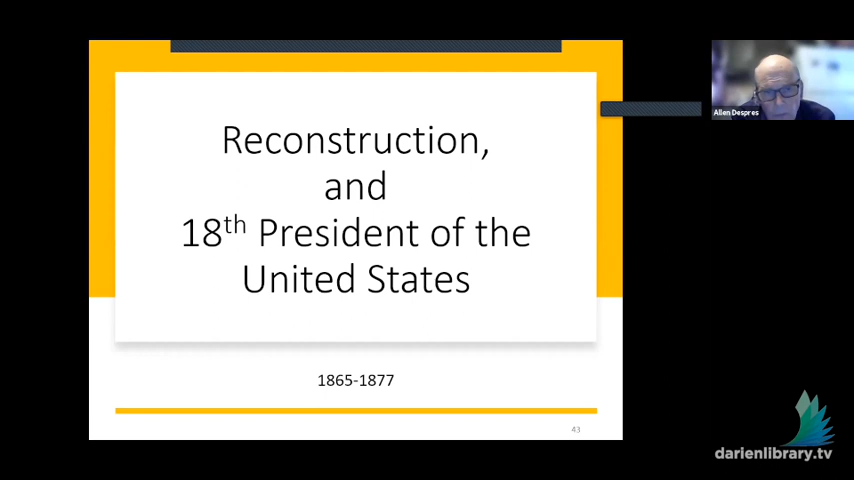 Reconstruction,
and
18th President of the
United States
1865-1877
43
Allen Despres
darienlibrary.tv